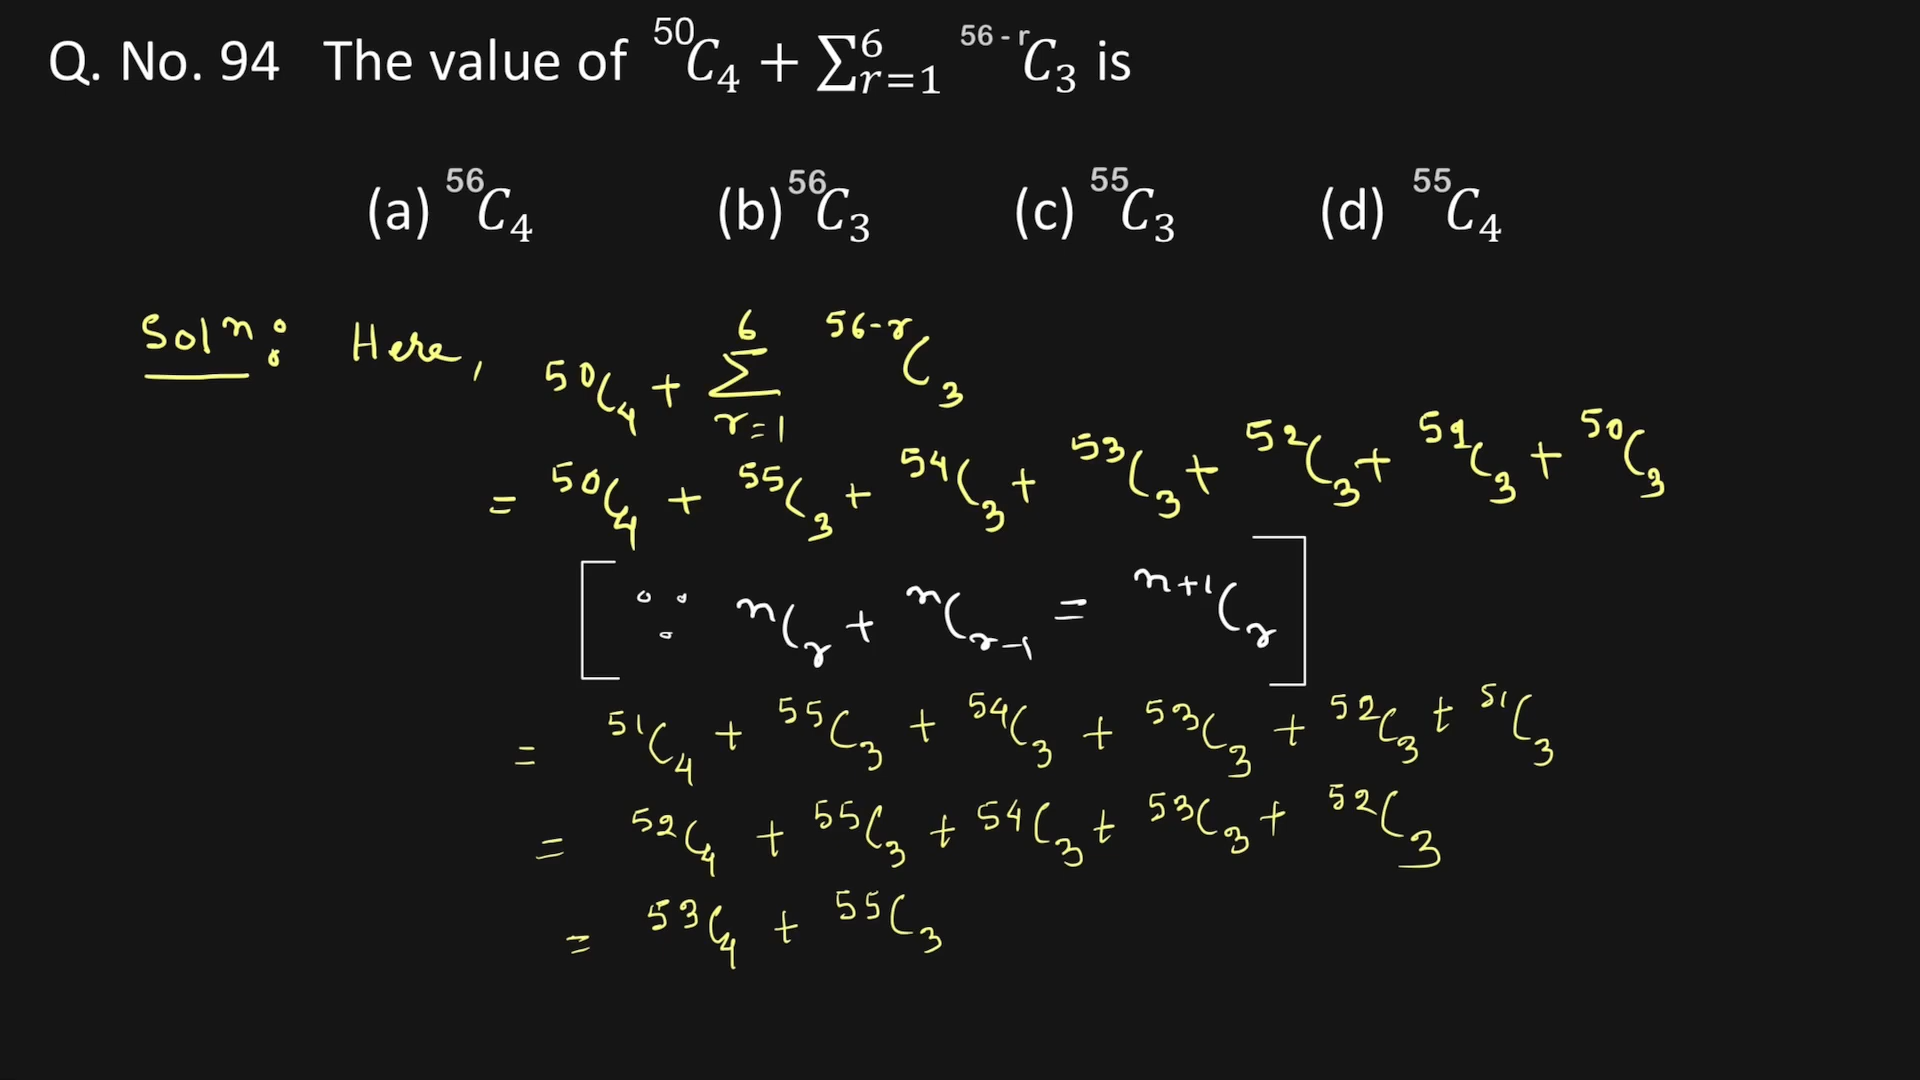 Q. No. 94 The value of ⁵⁰C₄ + ∑⁶ᵣ₌₁ ⁵⁶⁻ʳC₃ is
(a) ⁵⁶C₄ (b) ⁵⁶C₃ (c) ⁵⁵C₃ (d) ⁵⁵C₄
Solⁿ: Here, ⁵⁰C₄ + ∑⁶ᵣ₌₁ ⁵⁶⁻ʳC₃
= ⁵⁰C₄ + ⁵⁵C₃ + ⁵⁴C₃ + ⁵³C₃ + ⁵²C₃ + ⁵¹C₃ + ⁵⁰C₃
[∵ ⁿCᵣ + ⁿCᵣ₋₁ = ⁿ⁺¹Cᵣ]
= ⁵¹C₄ + ⁵⁵C₃ + ⁵⁴C₃ + ⁵³C₃ + ⁵²C₃ + ⁵¹C₃
= ⁵²C₄ + ⁵⁵C₃ + ⁵⁴C₃ + ⁵³C₃ + ⁵²C₃
= ⁵³C₄ + ⁵⁵C₃